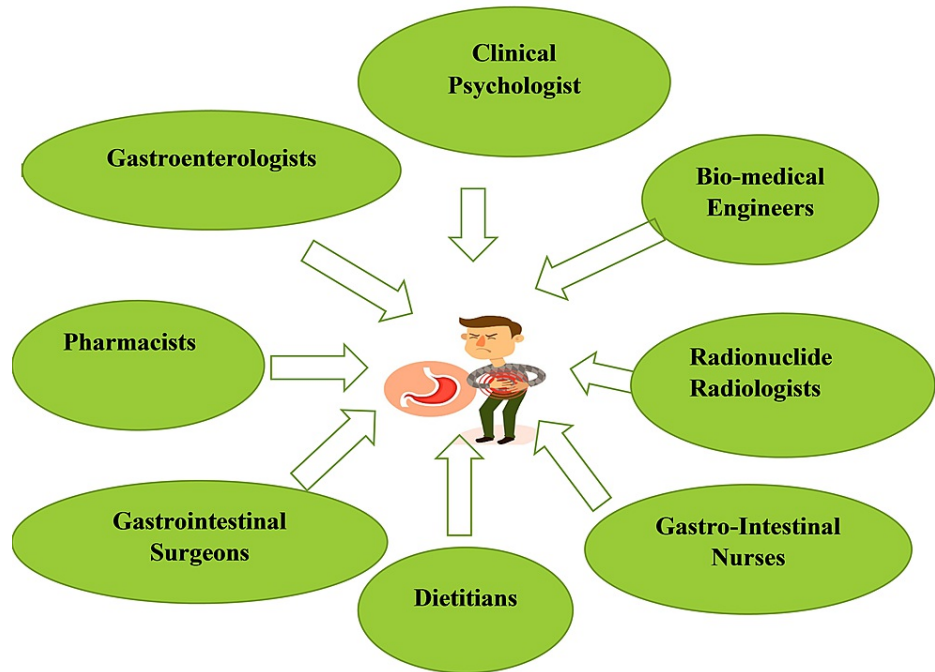 Clinical
Psychologist
Gastroenterologists
Bio-medical
Engineers
Pharmacists
Radionuclide
Radiologists
Gastrointestinal
Surgeons
Gastro-Intestinal
Nurses
Dietitians